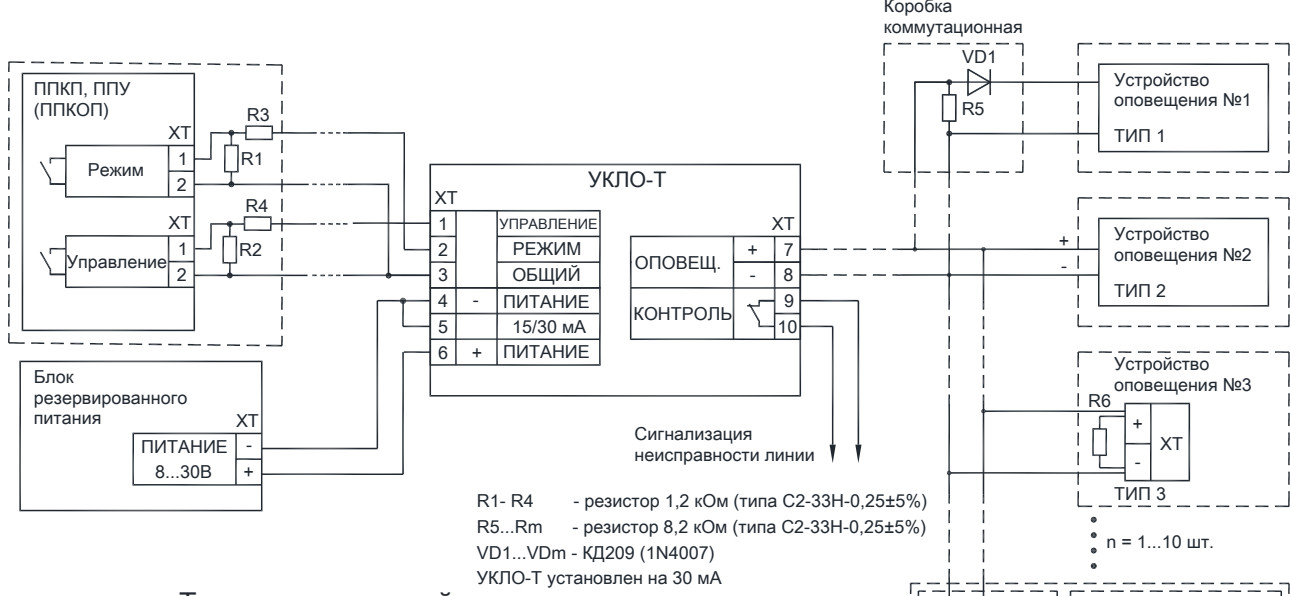 Коробка
коммутационная
VD1
R5
Устройство
оповещения №1
ТИП 1
ППКП, ППУ
(ППКОП)
XT
Режим
1
2
R3
R1
XT
Управление
1
2
R4
R2
УКЛО-Т
XT
1 УПРАВЛЕНИЕ
2 РЕЖИМ
3 ОБЩИЙ
4 - ПИТАНИЕ
5 15/30 мА
6 + ПИТАНИЕ
XT
ОПОВЕЩ.
+ 7
- 8
КОНТРОЛЬ
9
10
+
-
Устройство
оповещения №2
ТИП 2
Устройство
оповещения №3
R6
+
-
XT
ТИП 3
n = 1...10 шт.
Блок
резервированного
питания
XT
ПИТАНИЕ -
8...30В +
Сигнализация
неисправности линии
R1- R4 - резистор 1,2 кОм (типа С2-33Н-0,25±5%)
R5...Rm - резистор 8,2 кОм (типа С2-33Н-0,25±5%)
VD1...VDm - КД209 (1N4007)
УКЛО-Т установлен на 30 мА